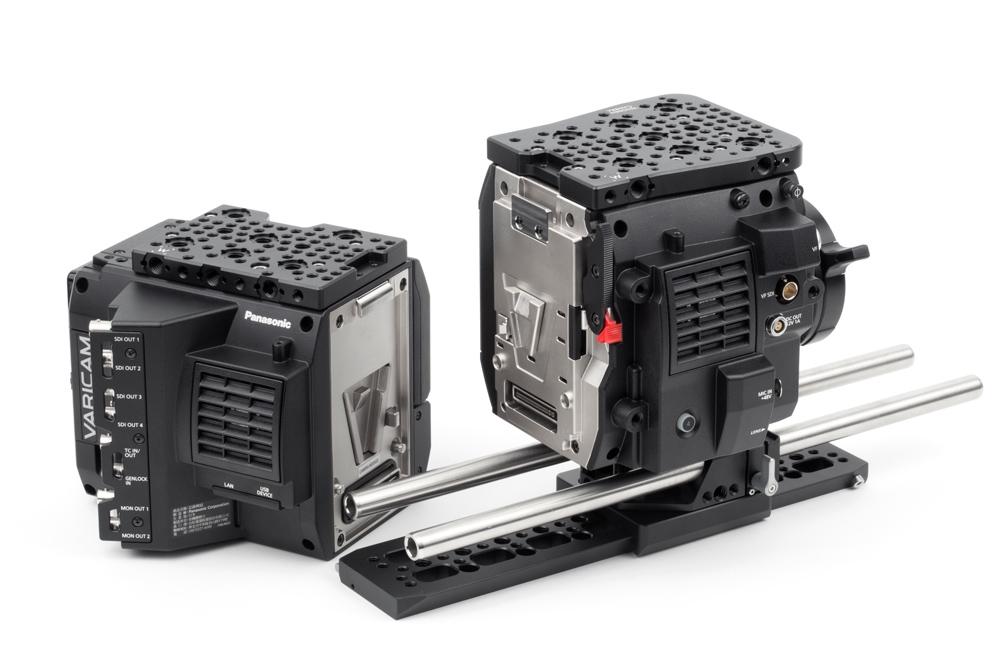 W
Panasonic
VARICAM
SDI OUT 1
SDI OUT 2
SDI OUT 3
SDI OUT 4
TC IN/
OUT
GENLOCK
IN
MON OUT 1
MON OUT 2
LAN
USB
DEVICE
Panasonic Corporation
W
VF SDI
DC OUT
12V 1A
MIC IN
+48V
LENS